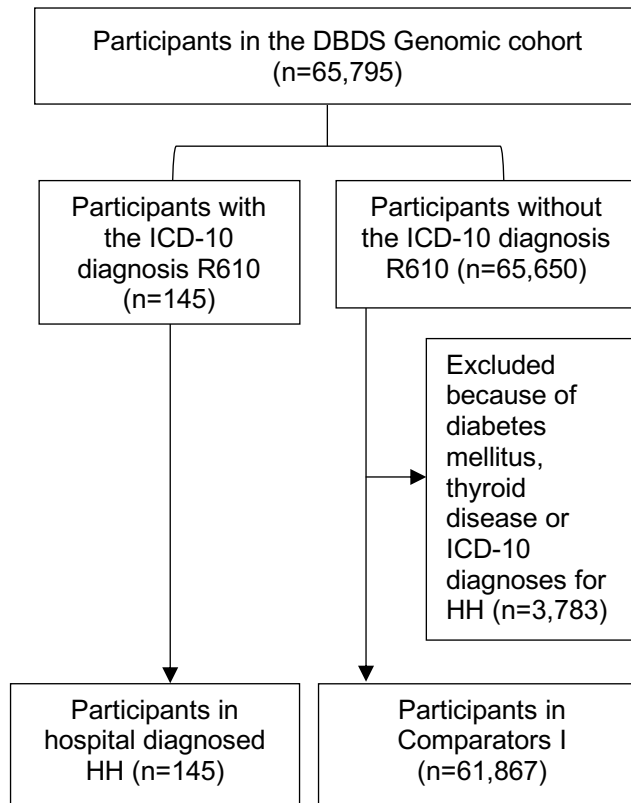 Participants in the DBDS Genomic cohort
(n=65,795)
Participants with
the ICD-10
diagnosis R610
(n=145)
Participants without
the ICD-10 diagnosis
R610 (n=65,650)
Excluded
because of
diabetes
mellitus,
thyroid
disease or
ICD-10
diagnoses for
HH (n=3,783)
Participants in
hospital diagnosed
HH (n=145)
Participants in
Comparators I
(n=61,867)